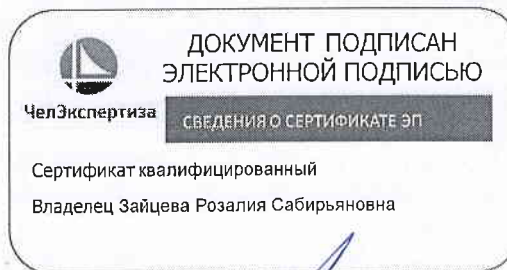 ДОКУМЕНТ ПОДПИСАН
ЭЛЕКТРОННОЙ ПОДПИСЬЮ
ЧелЭкспертиза
СВЕДЕНИЯ О СЕРТИФИКАТЕ ЭП
Сертификат квалифицированный
Владелец Зайцева Розалия Сабирьяновна